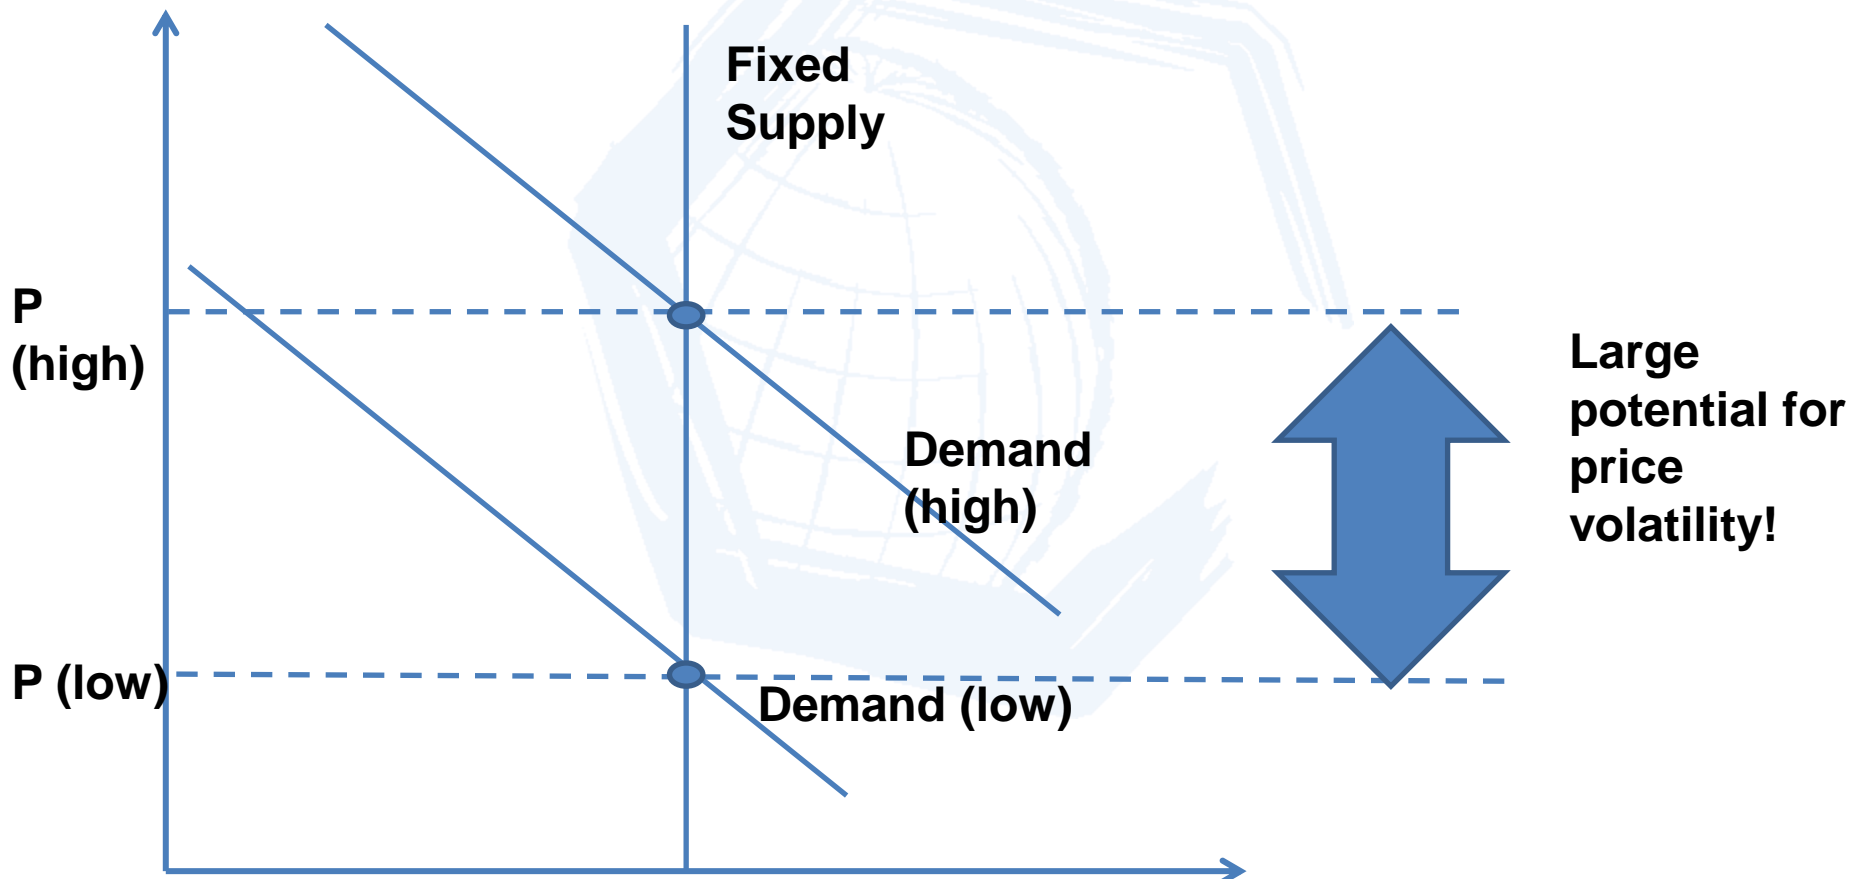 Fixed
Supply
P
(high)
Large
potential for
price
volatility!
Demand
(high)
P (low)
Demand (low)